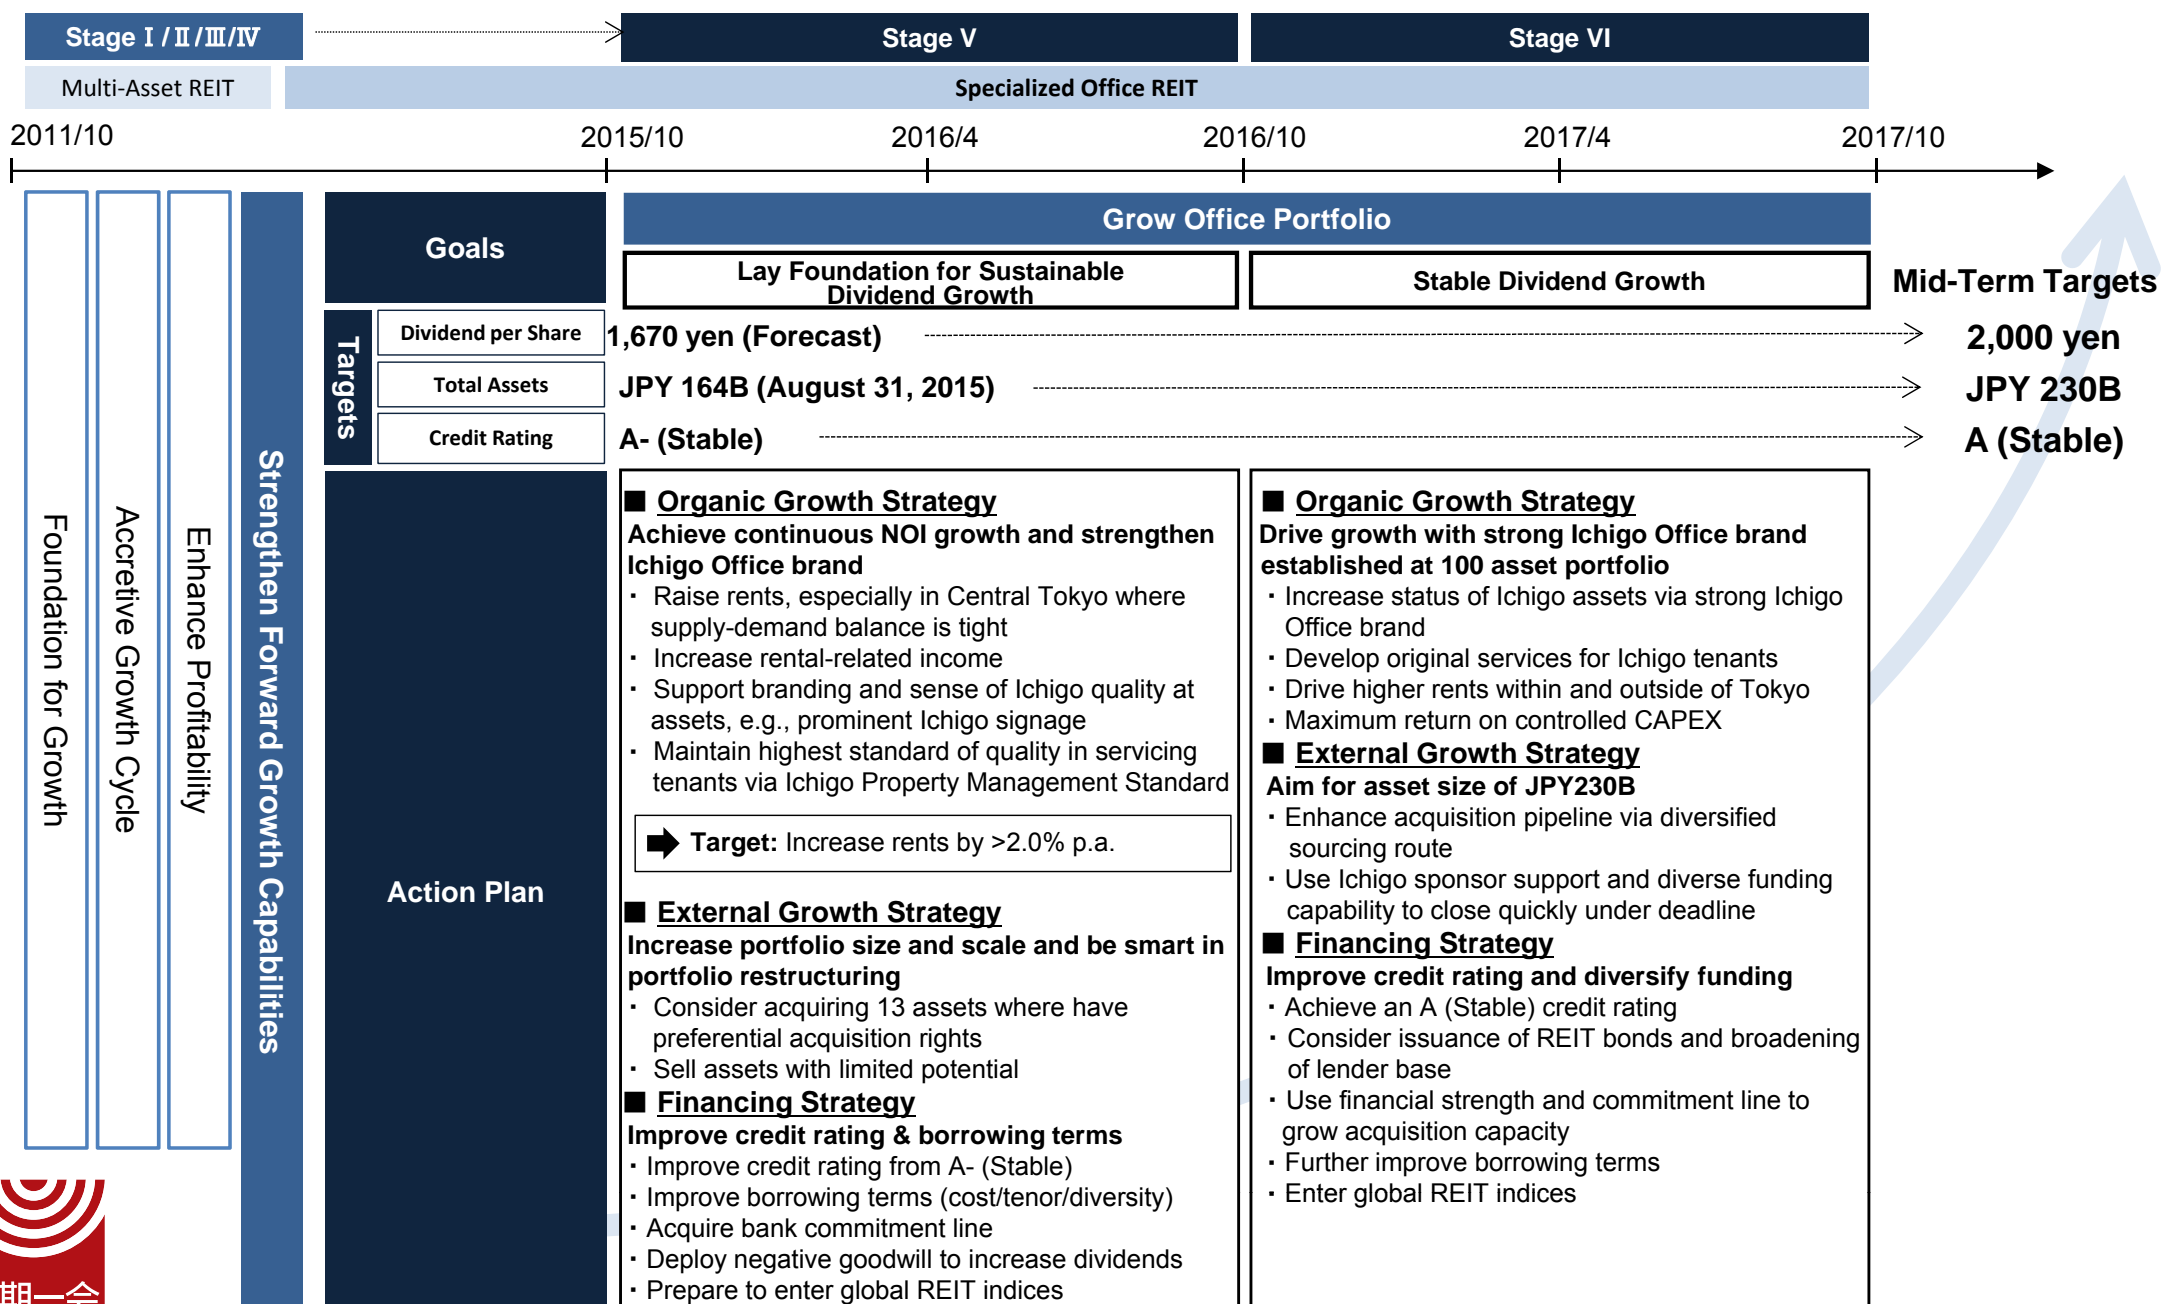 Stage Ⅰ/Ⅱ/Ⅲ/Ⅳ
Stage V
Stage VI
Multi-Asset REIT
Specialized Office REIT
2011/10
2015/10
2016/4
2016/10
2017/4
2017/10
Foundation for Growth
Accretive Growth Cycle
Enhance Profitability
Strengthen Forward Growth Capabilities
Goals
Grow Office Portfolio
Lay Foundation for Sustainable
Dividend Growth
Stable Dividend Growth
Mid-Term Targets
Targets
Dividend per Share
1,670 yen (Forecast)
2,000 yen
Total Assets
JPY 164B (August 31, 2015)
JPY 230B
Credit Rating
A- (Stable)
A (Stable)
Action Plan
■ Organic Growth Strategy
Achieve continuous NOI growth and strengthen
Ichigo Office brand
・ Raise rents, especially in Central Tokyo where
supply-demand balance is tight
・ Increase rental-related income
・ Support branding and sense of Ichigo quality at
assets, e.g., prominent Ichigo signage
・ Maintain highest standard of quality in servicing
tenants via Ichigo Property Management Standard
Target: Increase rents by >2.0% p.a.
■ External Growth Strategy
Increase portfolio size and scale and be smart in
portfolio restructuring
・ Consider acquiring 13 assets where have
preferential acquisition rights
・ Sell assets with limited potential
■ Financing Strategy
Improve credit rating & borrowing terms
・Improve credit rating from A- (Stable)
・Improve borrowing terms (cost/tenor/diversity)
・Acquire bank commitment line
・Deploy negative goodwill to increase dividends
・Prepare to enter global REIT indices
■ Organic Growth Strategy
Drive growth with strong Ichigo Office brand
established at 100 asset portfolio
・Increase status of Ichigo assets via strong Ichigo
Office brand
・Develop original services for Ichigo tenants
・Drive higher rents within and outside of Tokyo
・Maximum return on controlled CAPEX
■ External Growth Strategy
Aim for asset size of JPY230B
・Enhance acquisition pipeline via diversified
sourcing route
・Use Ichigo sponsor support and diverse funding
capability to close quickly under deadline
■ Financing Strategy
Improve credit rating and diversify funding
・Achieve an A (Stable) credit rating
・Consider issuance of REIT bonds and broadening
of lender base
・Use financial strength and commitment line to
grow acquisition capacity
・Further improve borrowing terms
・Enter global REIT indices
期一会